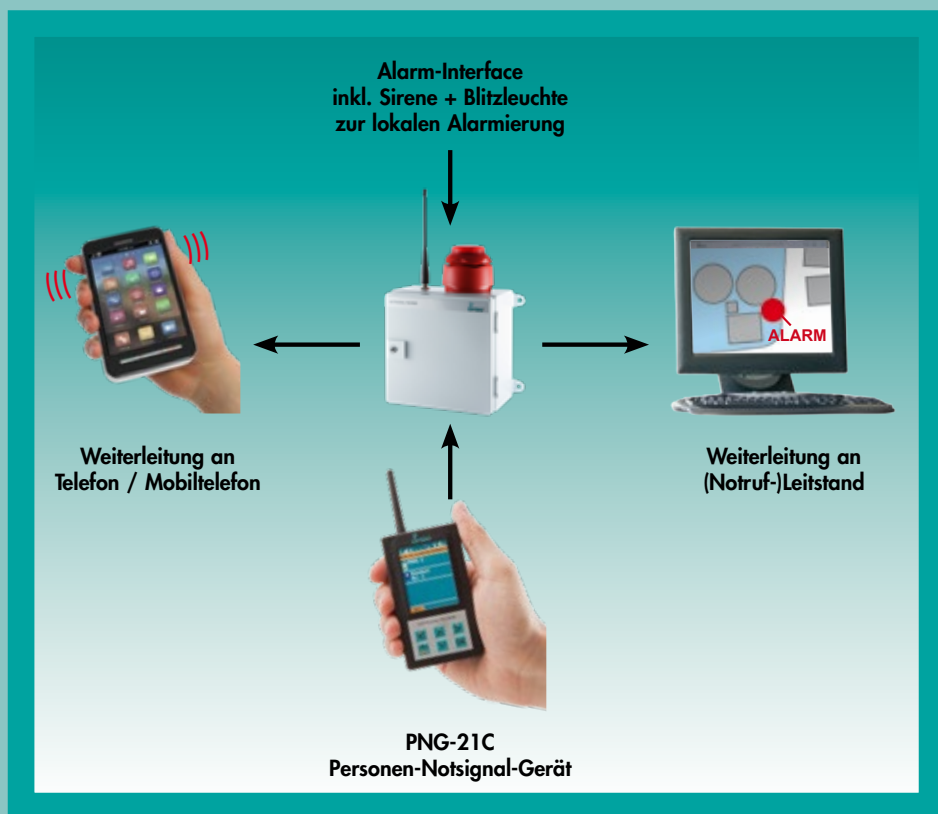 Alarm-Interface
inkl. Sirene + Blitzleuchte
zur lokalen Alarmierung
ALARM
Weiterleitung an
Telefon / Mobiltelefon
Weiterleitung an
(Notruf-)Leitstand
PNG-21C
Personen-Notsignal-Gerät